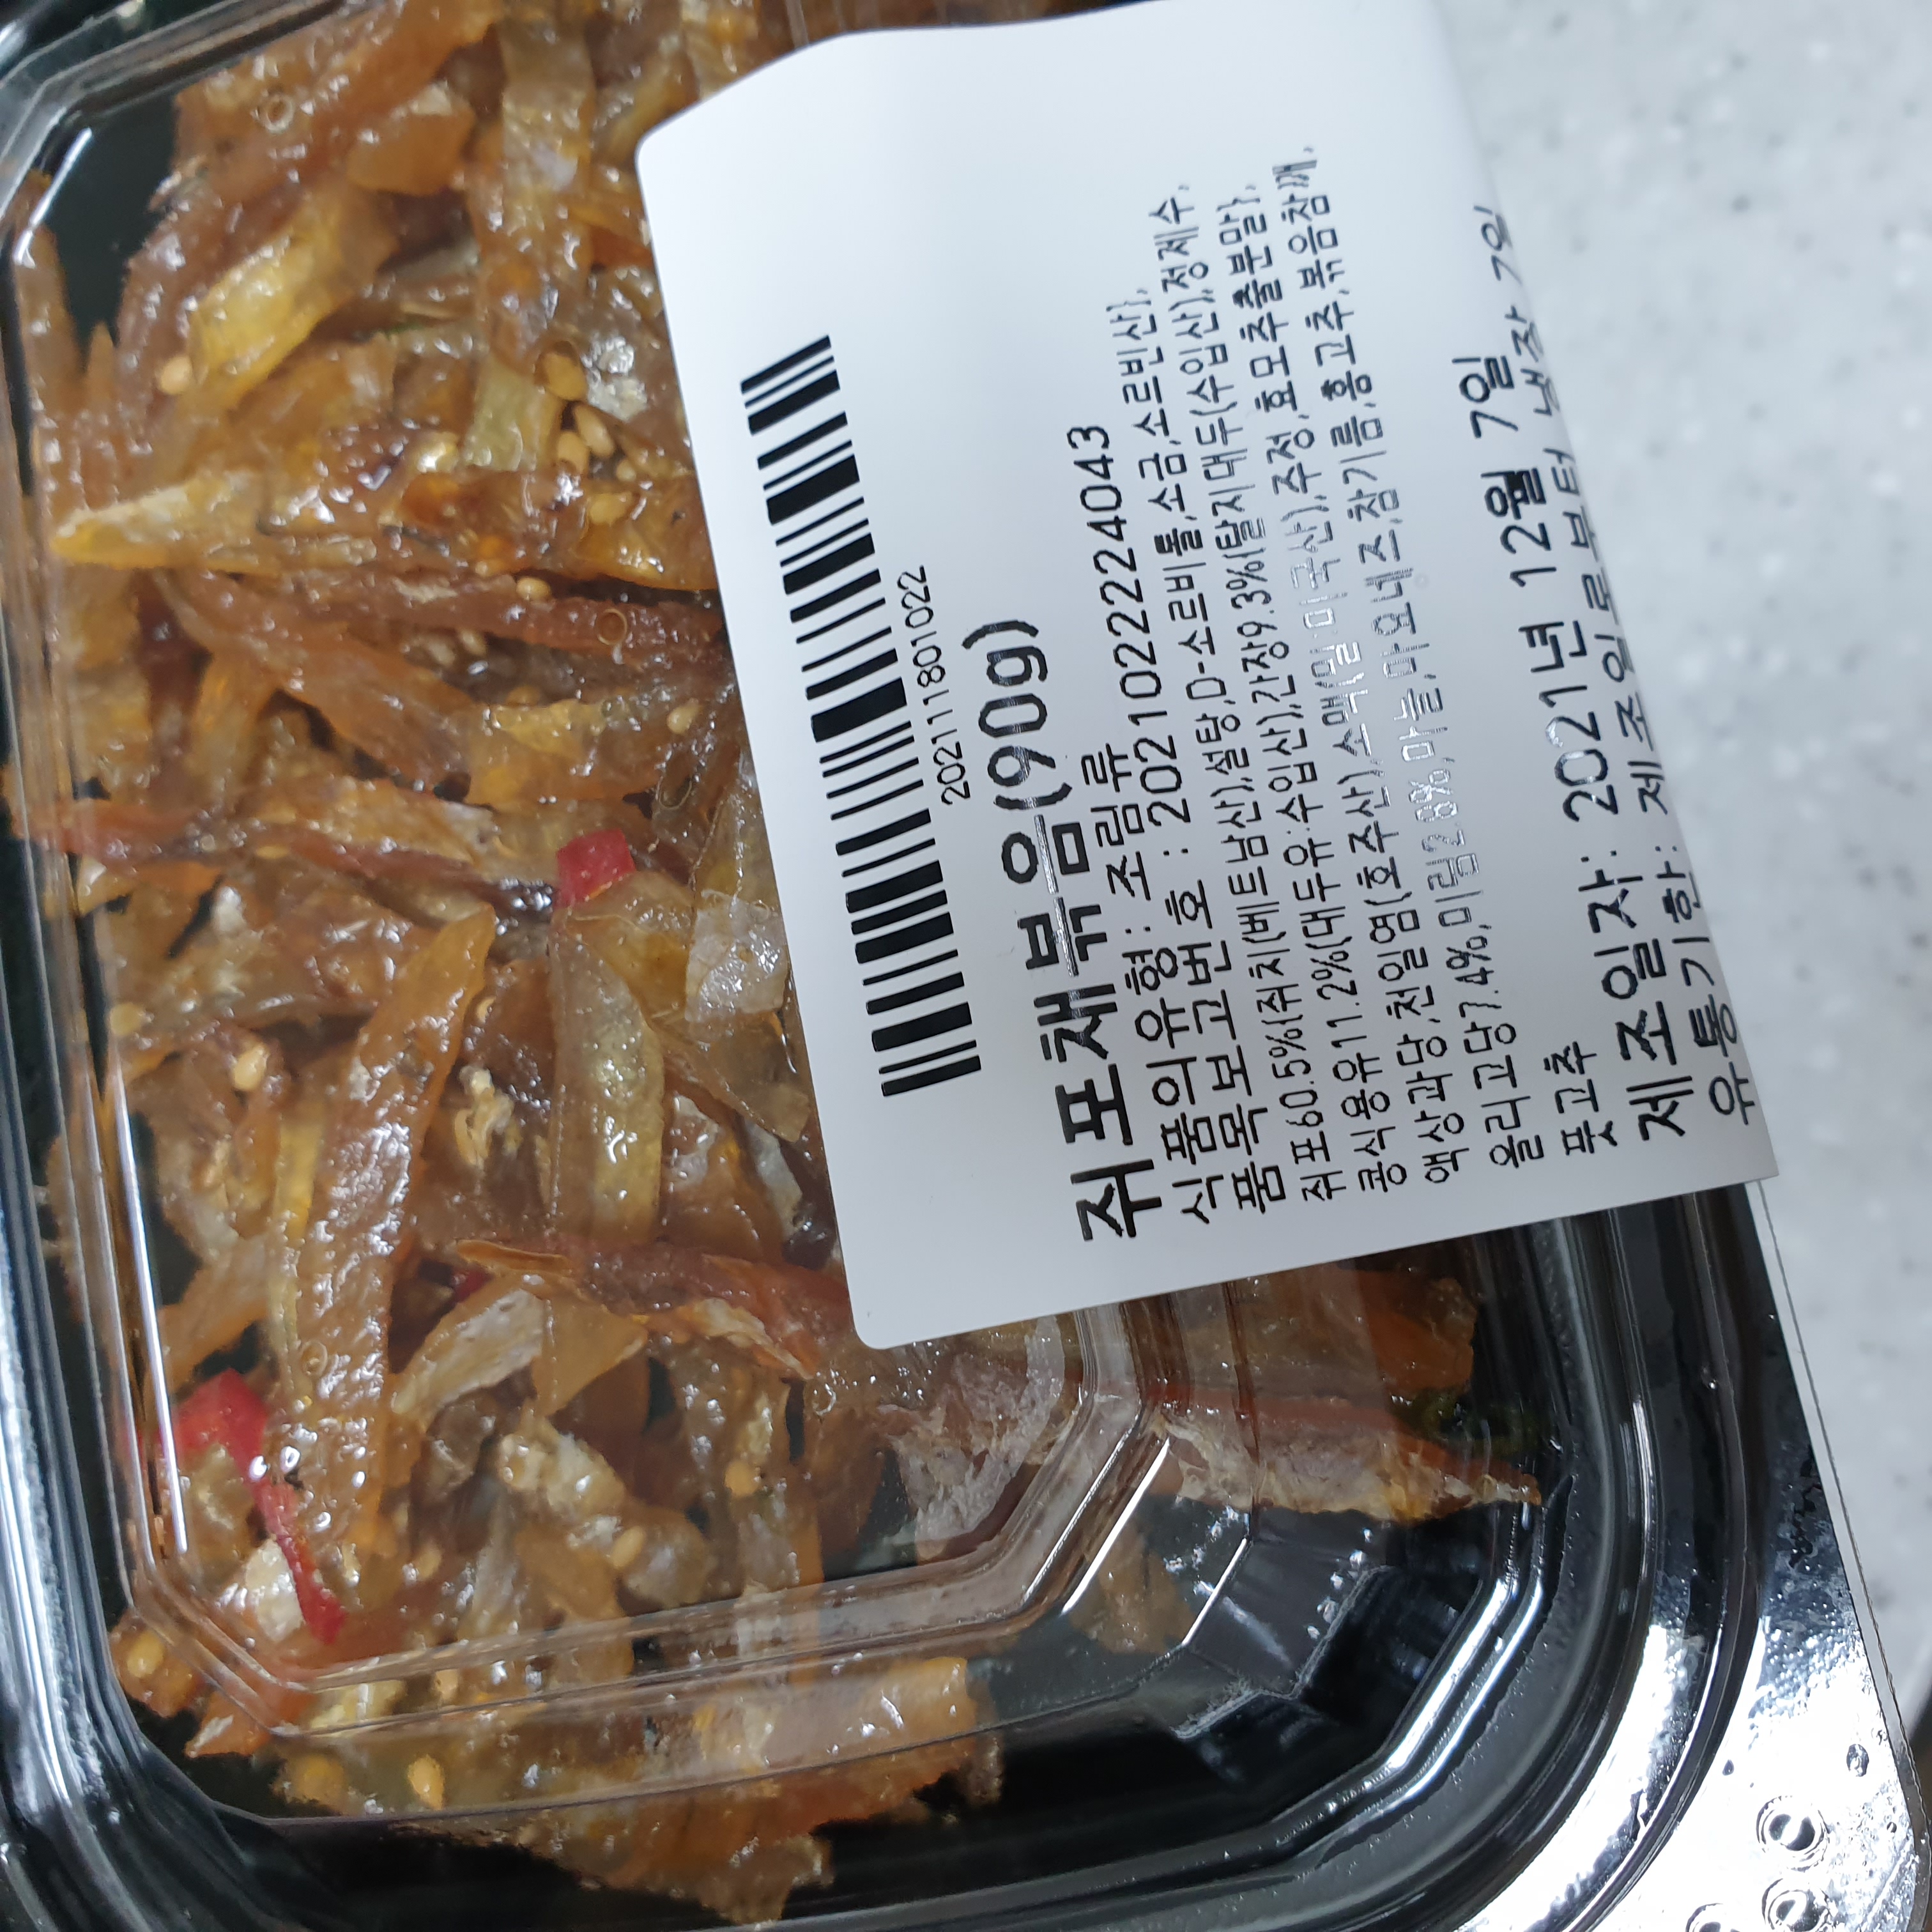 2021118010​22
쥐포채볶음(90g)
식품의유형: 조림류
품목보고번호 : 20210222224043
쥐포60.5%{쥐치(베트남산),설탕,D-소르비톨,소금,소르빈산},
콩식용유11.2%(대두유:수입산),간장9.3%{탈지대두(수입산),정제수,
액상과당,천일염(호주산),소맥(밀:미국산),주정,효모추출분말},
올리고당7.4%,미림2.8%,마늘,마요네즈,참기름,홍고추,볶음참깨,
풋고추
제조일자: 2021년 12월 7일
유통기한: 제조일로부터 냉장 7일